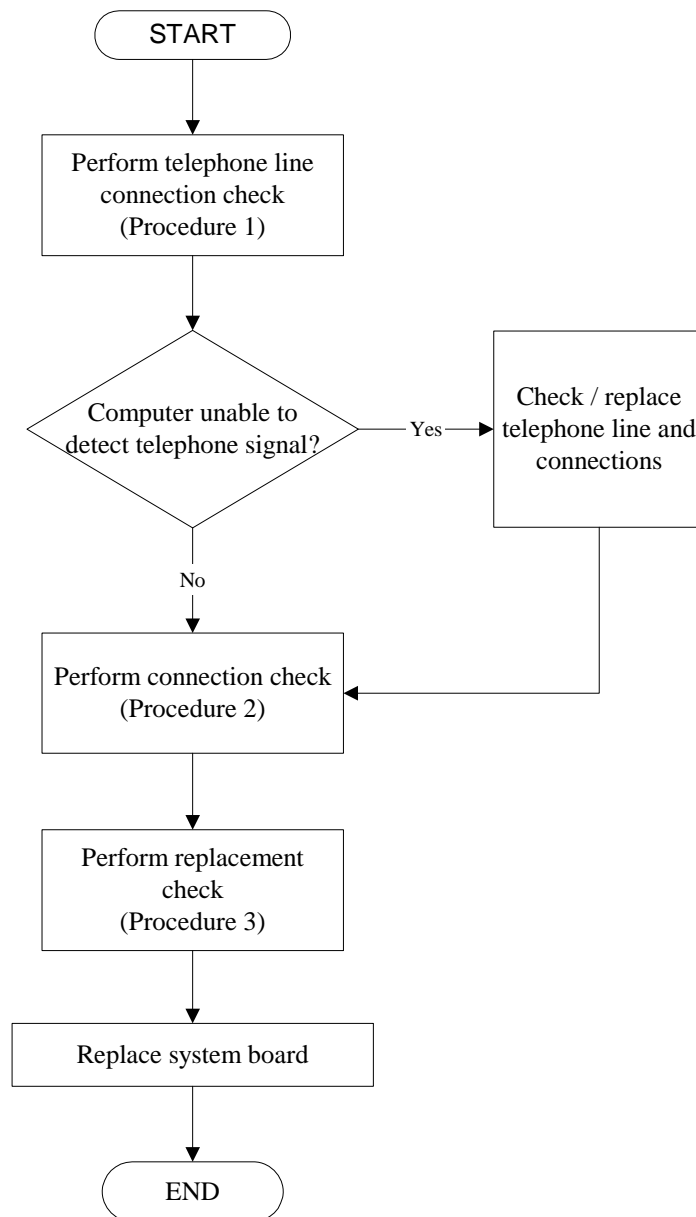 START
Perform telephone line
connection check
(Procedure 1)
Computer unable to
detect telephone signal?
Yes
Check / replace
telephone line and
connections
No
Perform connection check
(Procedure 2)
Perform replacement
check
(Procedure 3)
Replace system board
END